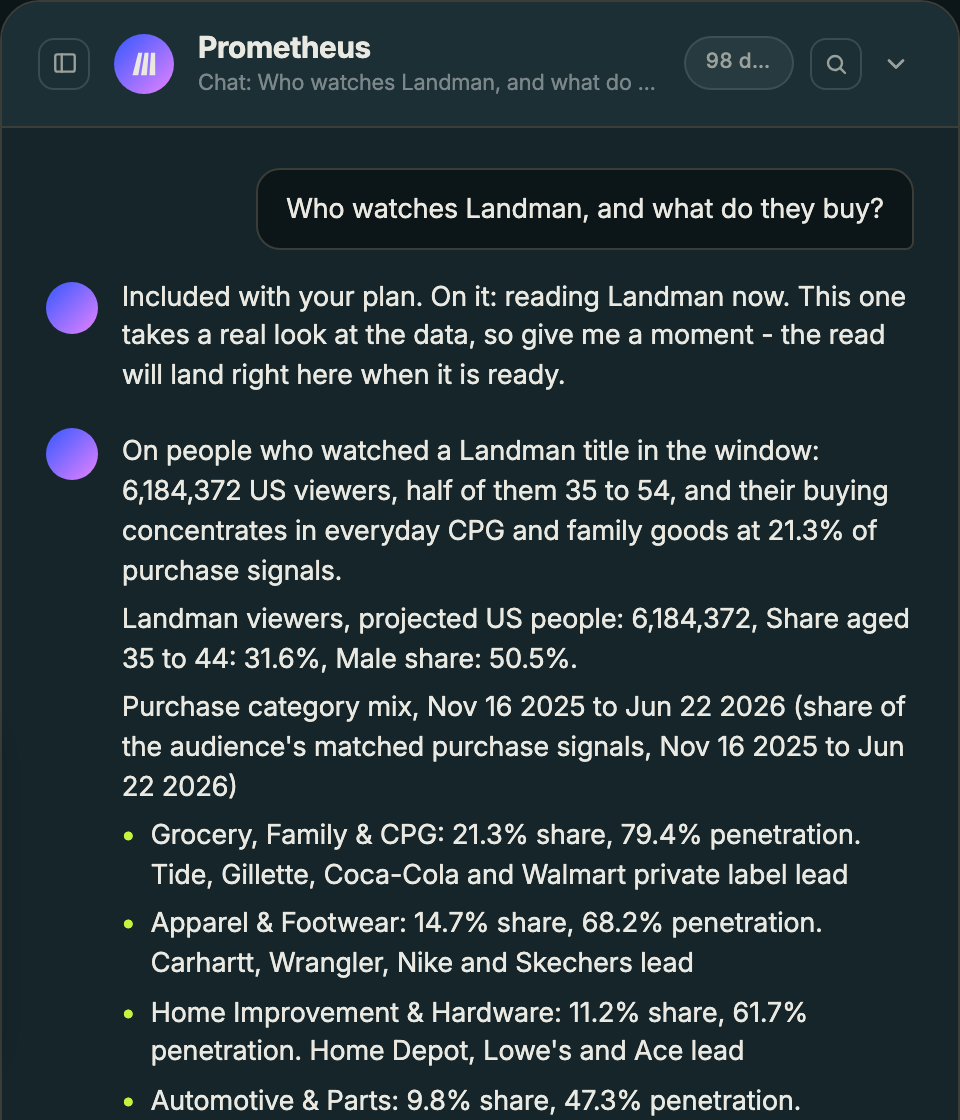 Prometheus
Chat: Who watches Landman, and what do ...
98 d...
Who watches Landman, and what do they buy?
Included with your plan. On it: reading Landman now. This one
takes a real look at the data, so give me a moment - the read
will land right here when it is ready.
On people who watched a Landman title in the window:
6,184,372 US viewers, half of them 35 to 54, and their buying
concentrates in everyday CPG and family goods at 21.3% of
purchase signals.
Landman viewers, projected US people: 6,184,372, Share aged
35 to 44: 31.6%, Male share: 50.5%.
Purchase category mix, Nov 16 2025 to Jun 22 2026 (share of
the audience's matched purchase signals, Nov 16 2025 to Jun
22 2026)
• Grocery, Family & CPG: 21.3% share, 79.4% penetration.
Tide, Gillette, Coca-Cola and Walmart private label lead
• Apparel & Footwear: 14.7% share, 68.2% penetration.
Carhartt, Wrangler, Nike and Skechers lead
• Home Improvement & Hardware: 11.2% share, 61.7%
penetration. Home Depot, Lowe's and Ace lead
• Automotive & Parts: 9.8% share, 47.3% penetration.